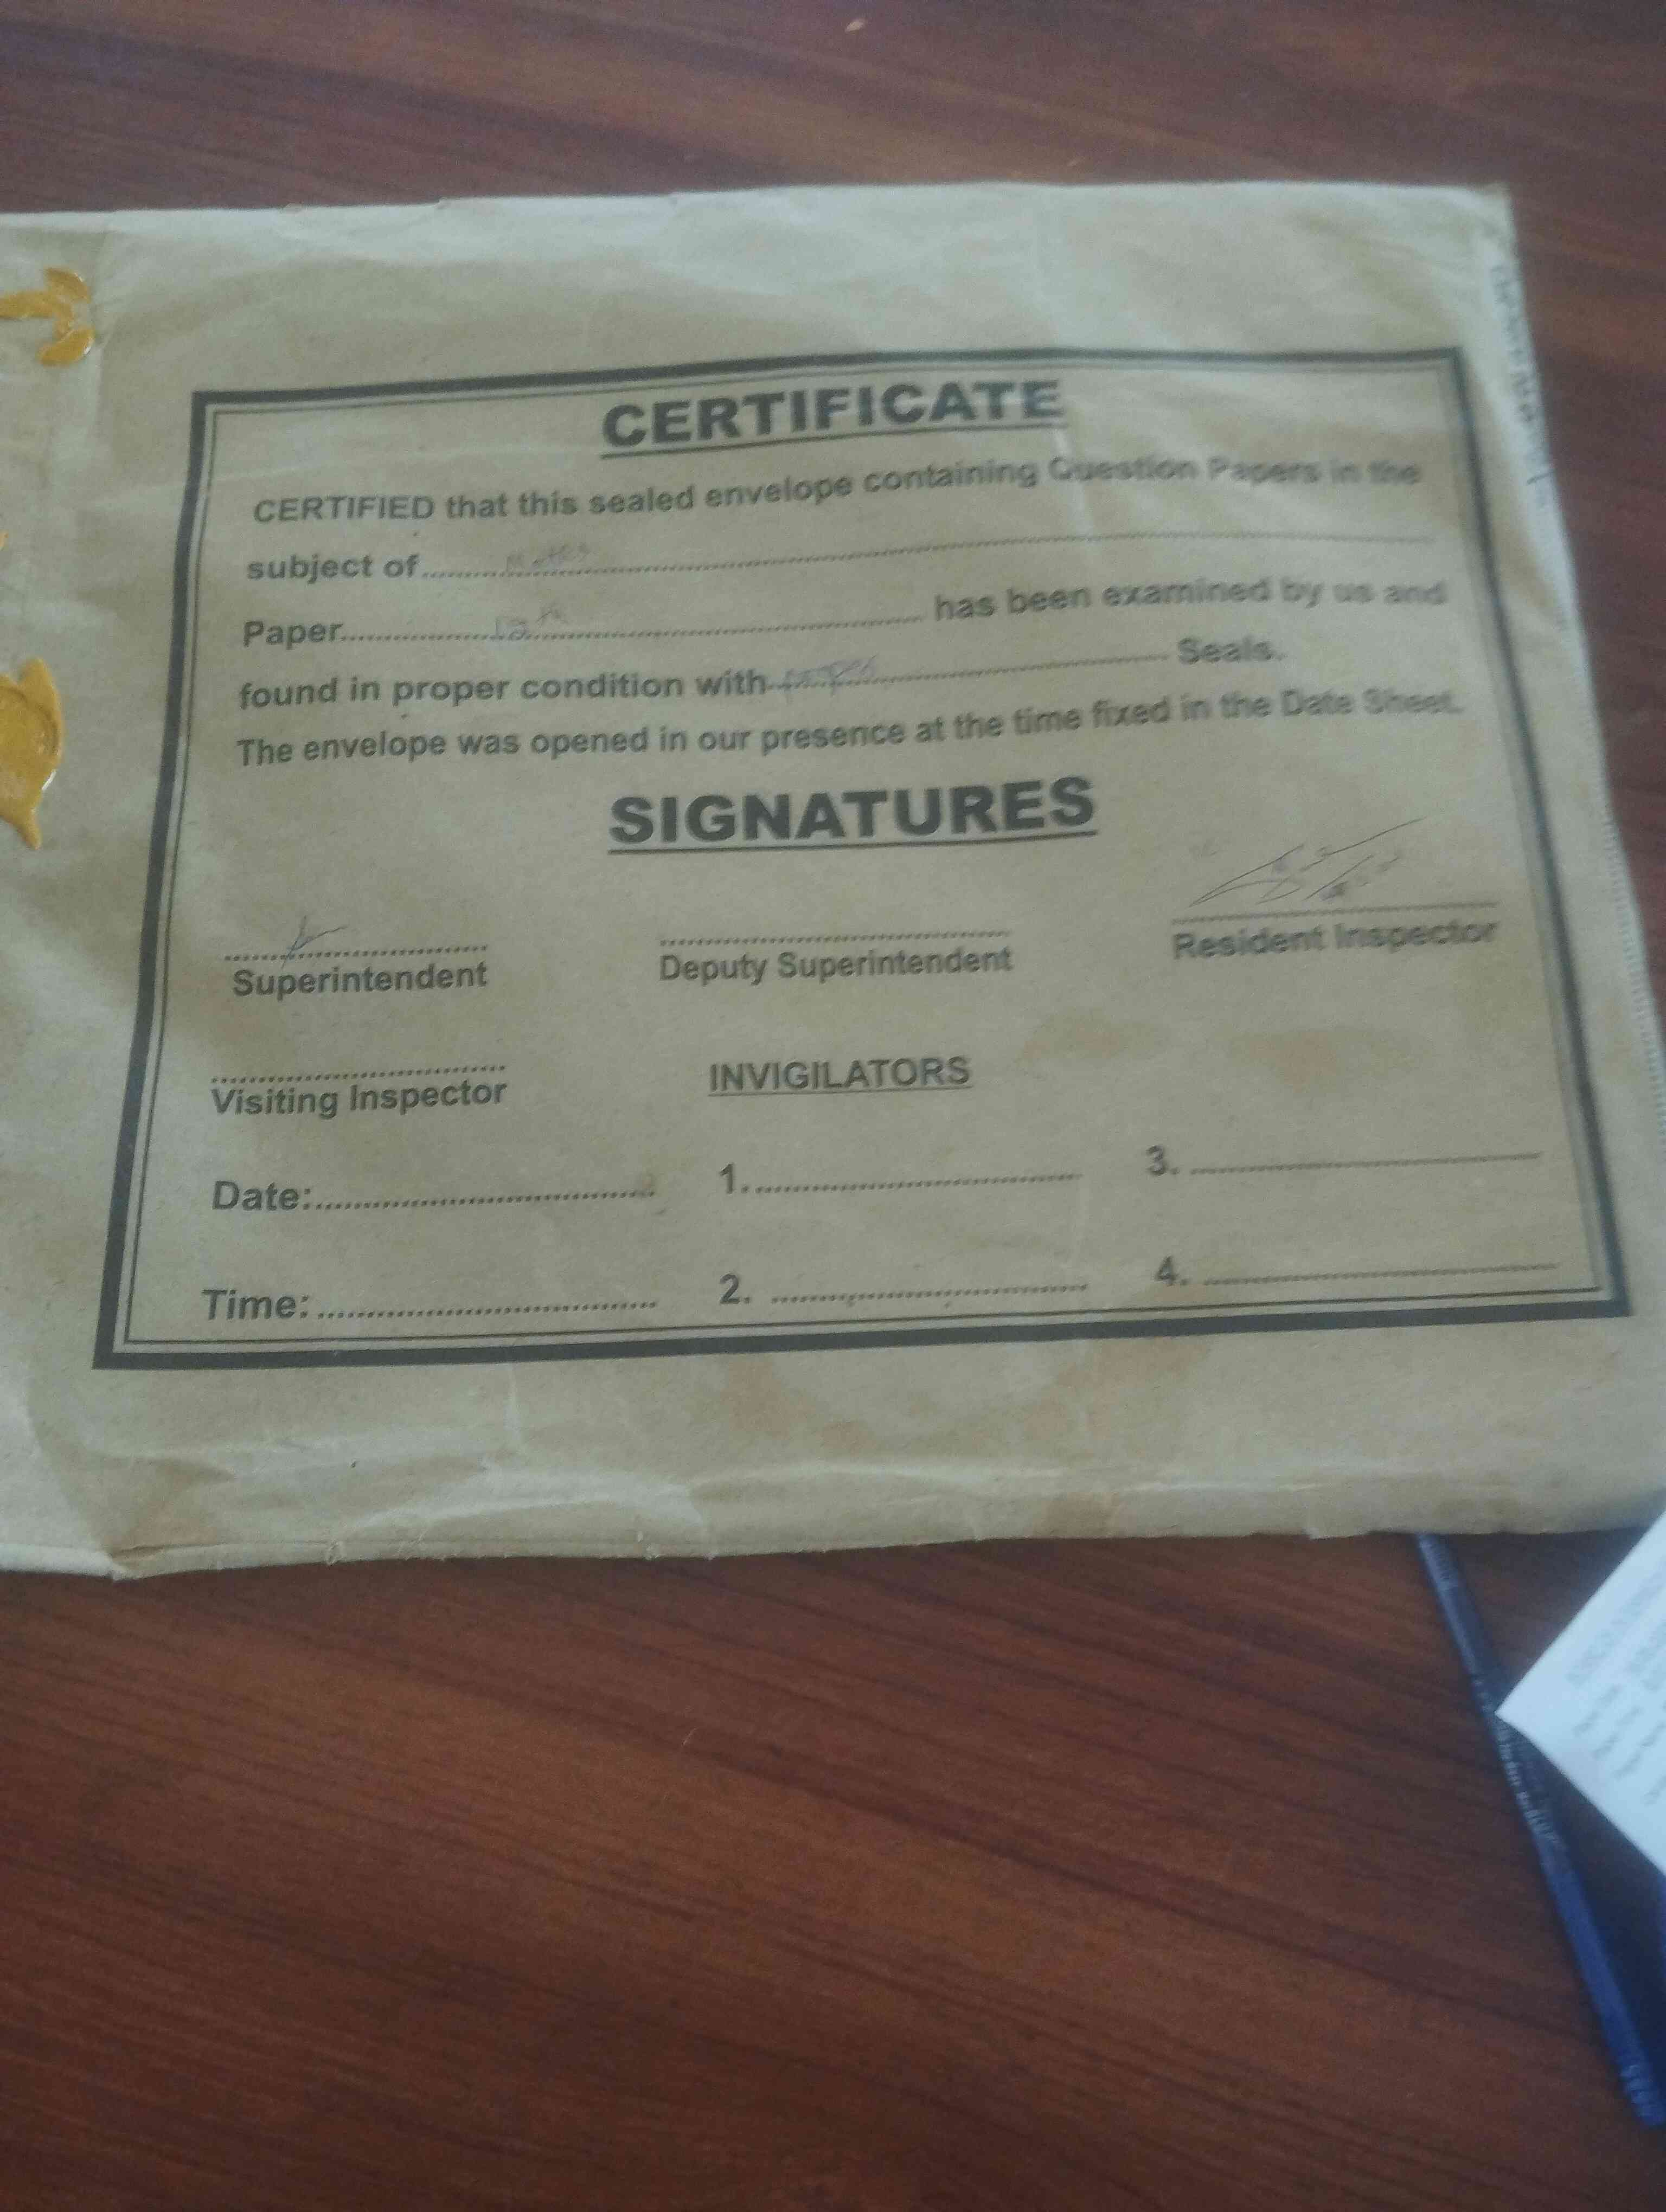 CERTIFICATE
CERTIFIED that this sealed envelope containing Question Papers in the
subject of
Paper has been examined by us and
found in proper condition with Seals.
The envelope was opened in our presence at the time fixed in the Date Sheet.
SIGNATURES
Superintendent
Deputy Superintendent
Resident Inspector
Visiting Inspector
INVIGILATORS
Date:
1.
3.
Time:
2.
4.